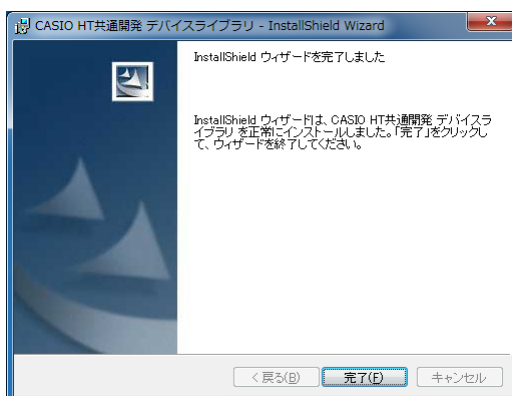 CASIO HT共通開発 デバイスライブラリ - InstallShield Wizard
InstallShield ウィザードを完了しました
InstallShield ウィザードは、CASIO HT共通開発 デバイスラ
イブラリ を正常にインストールしました。「完了」をクリックし
て、ウィザードを終了してください。
< 戻る(B)
完了(F)
キャンセル